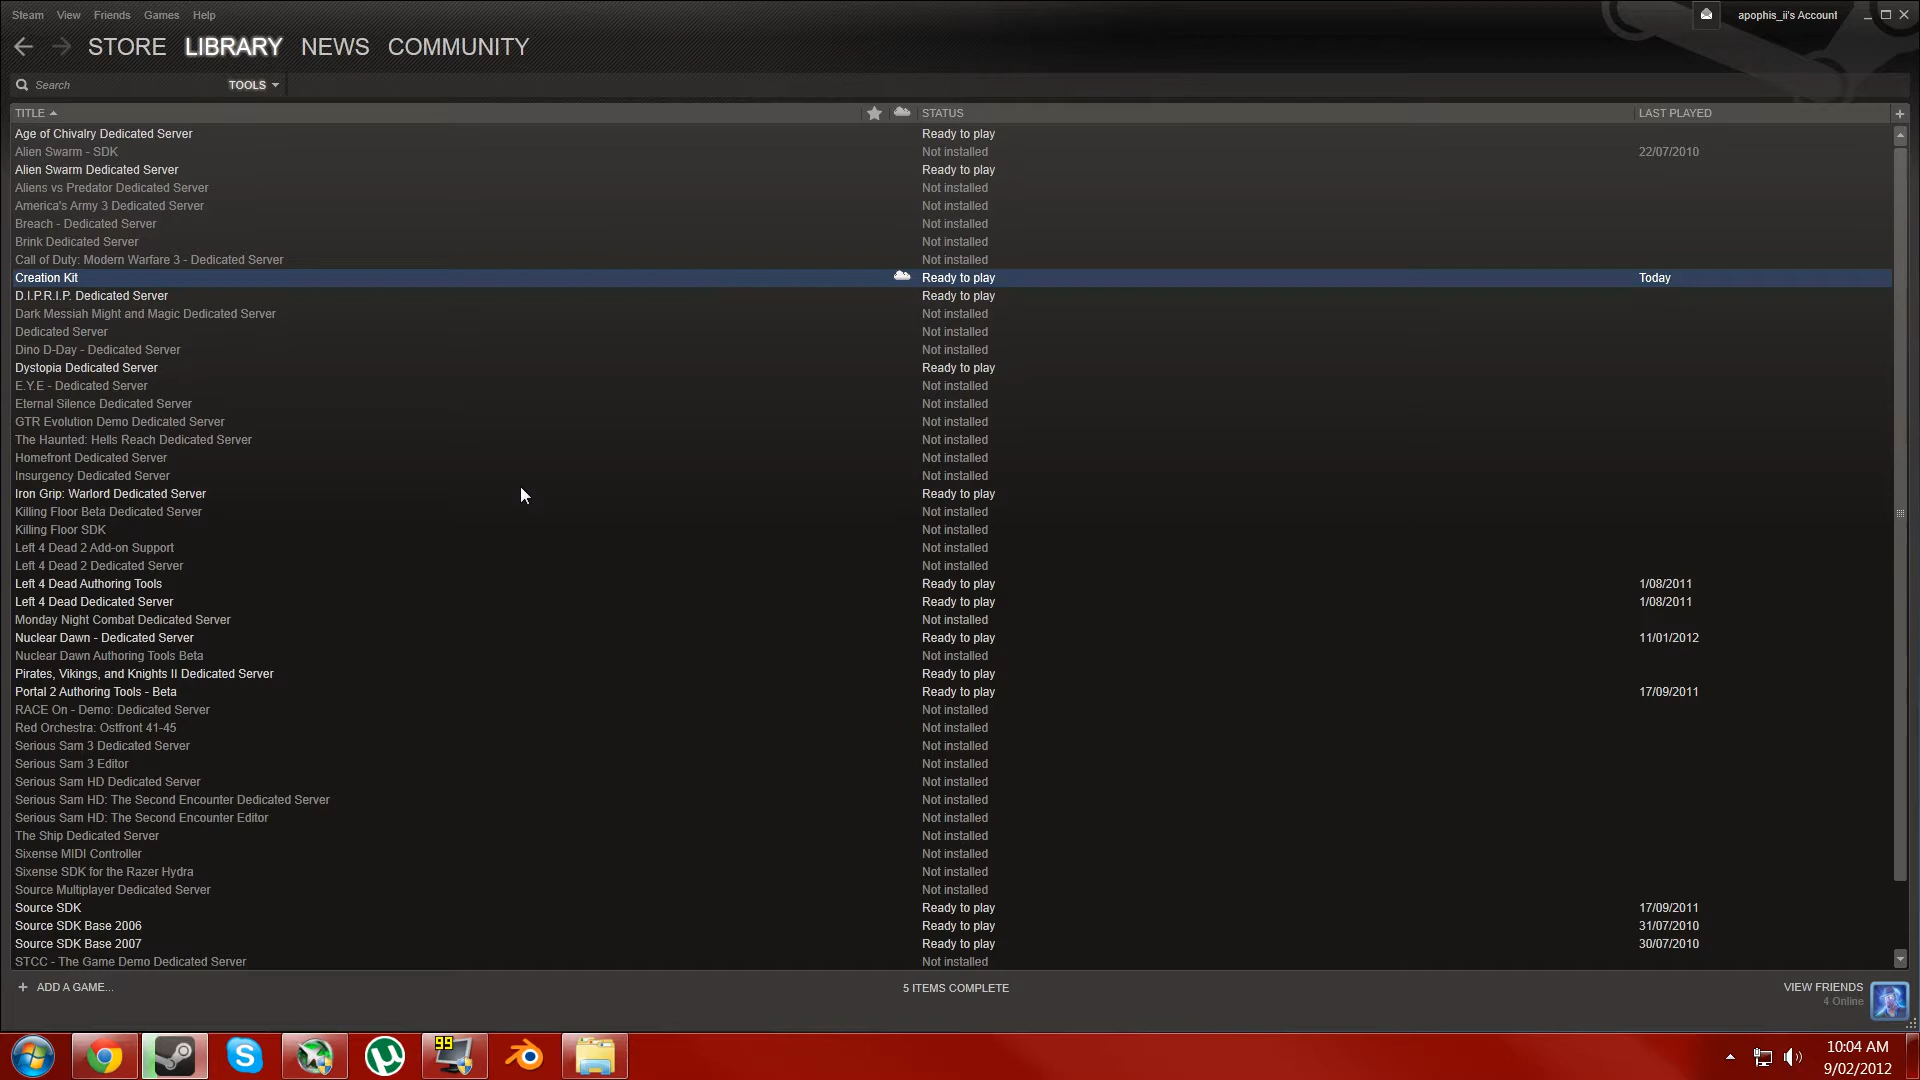 Steam View Friends Games Help apophis_ii's Account
STORE LIBRARY NEWS COMMUNITY
Search TOOLS
TITLE STATUS LAST PLAYED
Age of Chivalry Dedicated Server Ready to play
Alien Swarm - SDK Not installed 22/07/2010
Alien Swarm Dedicated Server Ready to play
Aliens vs Predator Dedicated Server Not installed
America's Army 3 Dedicated Server Not installed
Breach - Dedicated Server Not installed
Brink Dedicated Server Not installed
Call of Duty: Modern Warfare 3 - Dedicated Server Not installed
Creation Kit Ready to play Today
D.I.P.R.I.P. Dedicated Server Ready to play
Dark Messiah Might and Magic Dedicated Server Not installed
Dedicated Server Not installed
Dino D-Day - Dedicated Server Not installed
Dystopia Dedicated Server Ready to play
E.Y.E - Dedicated Server Not installed
Eternal Silence Dedicated Server Not installed
GTR Evolution Demo Dedicated Server Not installed
The Haunted: Hells Reach Dedicated Server Not installed
Homefront Dedicated Server Not installed
Insurgency Dedicated Server Not installed
Iron Grip: Warlord Dedicated Server Ready to play
Killing Floor Beta Dedicated Server Not installed
Killing Floor SDK Not installed
Left 4 Dead 2 Add-on Support Not installed
Left 4 Dead 2 Dedicated Server Not installed
Left 4 Dead Authoring Tools Ready to play 1/08/2011
Left 4 Dead Dedicated Server Ready to play 1/08/2011
Monday Night Combat Dedicated Server Not installed
Nuclear Dawn - Dedicated Server Ready to play 11/01/2012
Nuclear Dawn Authoring Tools Beta Not installed
Pirates, Vikings, and Knights II Dedicated Server Ready to play
Portal 2 Authoring Tools - Beta Ready to play 17/09/2011
RACE On - Demo: Dedicated Server Not installed
Red Orchestra: Ostfront 41-45 Not installed
Serious Sam 3 Dedicated Server Not installed
Serious Sam 3 Editor Not installed
Serious Sam HD Dedicated Server Not installed
Serious Sam HD: The Second Encounter Dedicated Server Not installed
Serious Sam HD: The Second Encounter Editor Not installed
The Ship Dedicated Server Not installed
Sixense MIDI Controller Not installed
Sixense SDK for the Razer Hydra Not installed
Source Multiplayer Dedicated Server Not installed
Source SDK Ready to play 17/09/2011
Source SDK Base 2006 Ready to play 31/07/2010
Source SDK Base 2007 Ready to play 30/07/2010
STCC - The Game Demo Dedicated Server Not installed
+ ADD A GAME... 5 ITEMS COMPLETE VIEW FRIENDS
4 Online
99
10:04 AM
9/02/2012